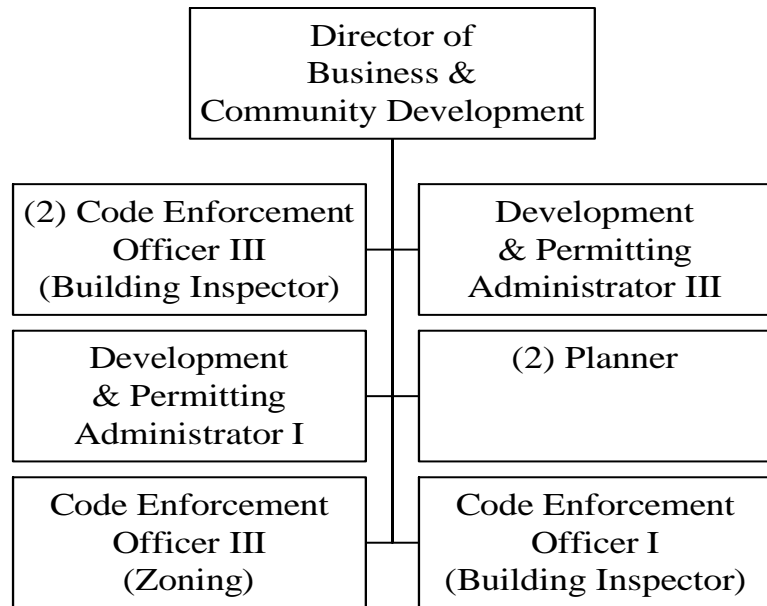 Director of
Business &
Community Development
(2) Code Enforcement
Officer III
(Building Inspector)
Development
& Permitting
Administrator III
Development
& Permitting
Administrator I
(2) Planner
Code Enforcement
Officer III
(Zoning)
Code Enforcement
Officer I
(Building Inspector)